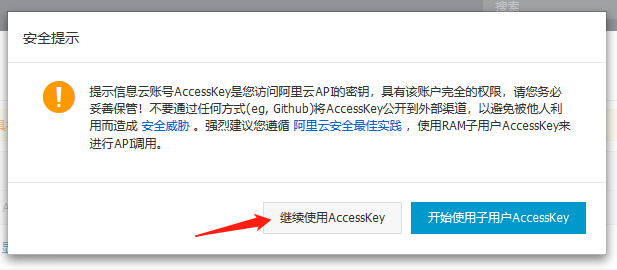 搜索
安全提示
提示信息云账号AccessKey是您访问阿里云API的密钥，具有该账户完全的权限，请您务必
妥善保管！不要通过任何方式(eg, Github)将AccessKey公开到外部渠道，以避免被他人利
用而造成 安全威胁 。强烈建议您遵循 阿里云安全最佳实践 ，使用RAM子用户AccessKey来
进行API调用。
继续使用AccessKey
开始使用子用户AccessKey